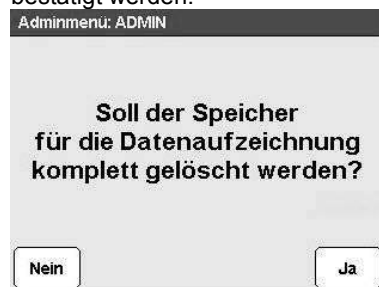 bestätigt werden.
Adminmenü: ADMIN
Soll der Speicher
für die Datenaufzeichnung
komplett gelöscht werden?
Nein
Ja